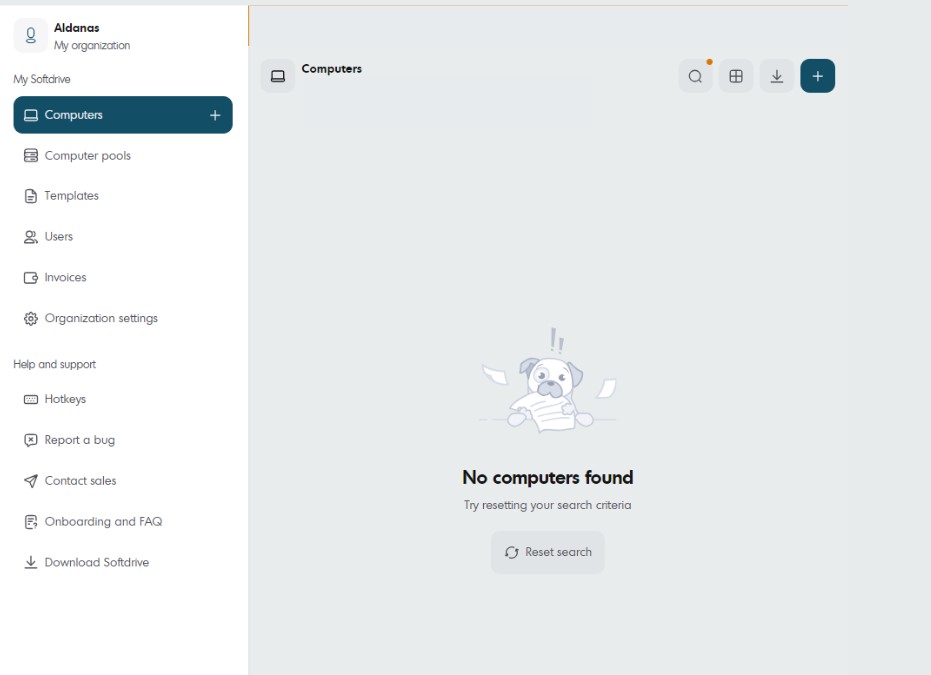 Aldanas
My organization
My Softdrive
Computers
Computer pools
Templates
Users
Invoices
Organization settings
Help and support
Hotkeys
Report a bug
Contact sales
Onboarding and FAQ
Download Softdrive
Computers
No computers found
Try resetting your search criteria
Reset search